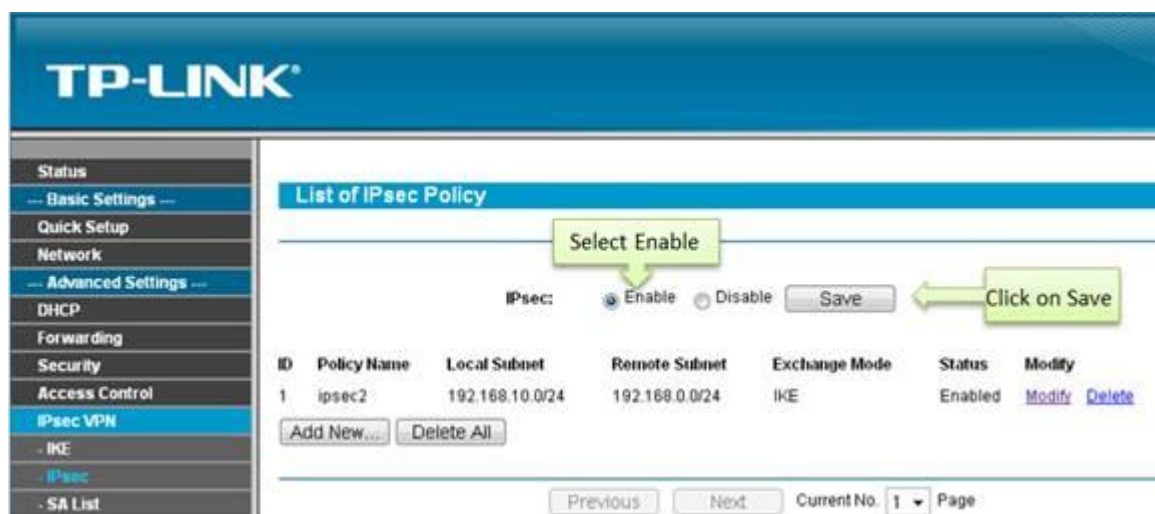 TP-LINK®
Status
--- Basic Settings ---
Quick Setup
Network
--- Advanced Settings ---
DHCP
Forwarding
Security
Access Control
IPsec VPN
- IKE
- IPsec
- SA List
List of IPsec Policy
Select Enable
IPsec: Enable Disable Save
Click on Save
ID Policy Name Local Subnet Remote Subnet Exchange Mode Status Modify
1 ipsec2 192.168.10.0/24 192.168.0.0/24 IKE Enabled Modify Delete
Add New... Delete All
Previous Next Current No. 1 Page